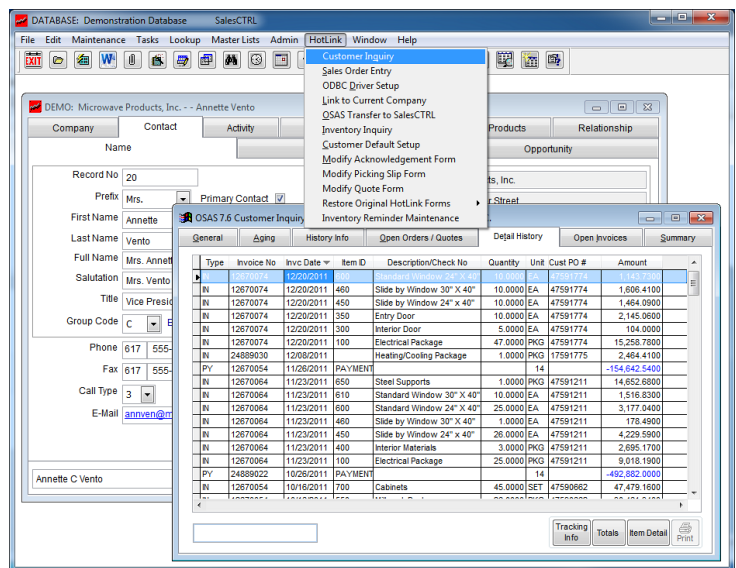 DATABASE: Demonstration Database SalesCTRL
File Edit Maintenance Tasks Lookup Master Lists Admin HotLink Window Help
EXIT
Customer Inquiry
Sales Order Entry
ODBC Driver Setup
Link to Current Company
OSAS Transfer to SalesCTRL
Inventory Inquiry
Customer Default Setup
Modify Acknowledgement Form
Modify Picking Slip Form
Modify Quote Form
Restore Original HotLink Forms
Inventory Reminder Maintenance
DEMO: Microwave Products, Inc. - - Annette Vento
Company Contact Activity Products Relationship
Name Opportunity
Record No 20
ts, Inc.
Prefix Mrs. Primary Contact
r Street
First Name Annette
Last Name Vento
Full Name Mrs. Annett
Salutation Mrs. Vento
Title Vice Presid
Group Code C E
Phone 617 555-
Fax 617 555-
Call Type 3
E-Mail annven@m
Annette C Vento
OSAS 7.6 Customer Inquiry
General Aging History Info Open Orders / Quotes Detail History Open Invoices Summary
Type Invoice No Invc Date Item ID Description/Check No Quantity Unit Cust PO # Amount
12670074 12/20/2011 600 Standard Window 24" X 40" 10.0000 EA 47591774 1,143.7300
IN 12670074 12/20/2011 460 Slide by Window 30" X 40" 10.0000 EA 47591774 1,606.4100
IN 12670074 12/20/2011 450 Slide by Window 24" x 40" 10.0000 EA 47591774 1,464.0900
IN 12670074 12/20/2011 350 Entry Door 10.0000 EA 47591774 2,145.0600
IN 12670074 12/20/2011 300 Interior Door 5.0000 EA 47591774 104.0000
IN 12670074 12/20/2011 100 Electrical Package 47.0000 PKG 47591774 15,258.7800
IN 24889030 12/08/2011 Heating/Cooling Package 1.0000 PKG 17591775 2,464.4100
PY 12670054 11/26/2011 PAYMENT 14 -154,642.5400
IN 12670064 11/23/2011 650 Steel Supports 1.0000 PKG 47591211 14,652.6800
IN 12670064 11/23/2011 610 Standard Window 30" X 40" 10.0000 EA 47591211 1,516.8300
IN 12670064 11/23/2011 600 Standard Window 24" X 40" 25.0000 EA 47591211 3,177.0400
IN 12670064 11/23/2011 460 Slide by Window 30" X 40" 1.0000 EA 47591211 178.4900
IN 12670064 11/23/2011 450 Slide by Window 24" x 40" 26.0000 EA 47591211 4,229.5900
IN 12670064 11/23/2011 400 Interior Materials 3.0000 PKG 47591211 2,695.1700
IN 12670064 11/23/2011 100 Electrical Package 25.0000 PKG 47591211 9,018.1900
PY 24889022 10/26/2011 PAYMENT 14 -492,882.0000
IN 12670054 10/16/2011 700 Cabinets 45.0000 SET 47590662 47,479.1600
Tracking Info Totals Item Detail Print